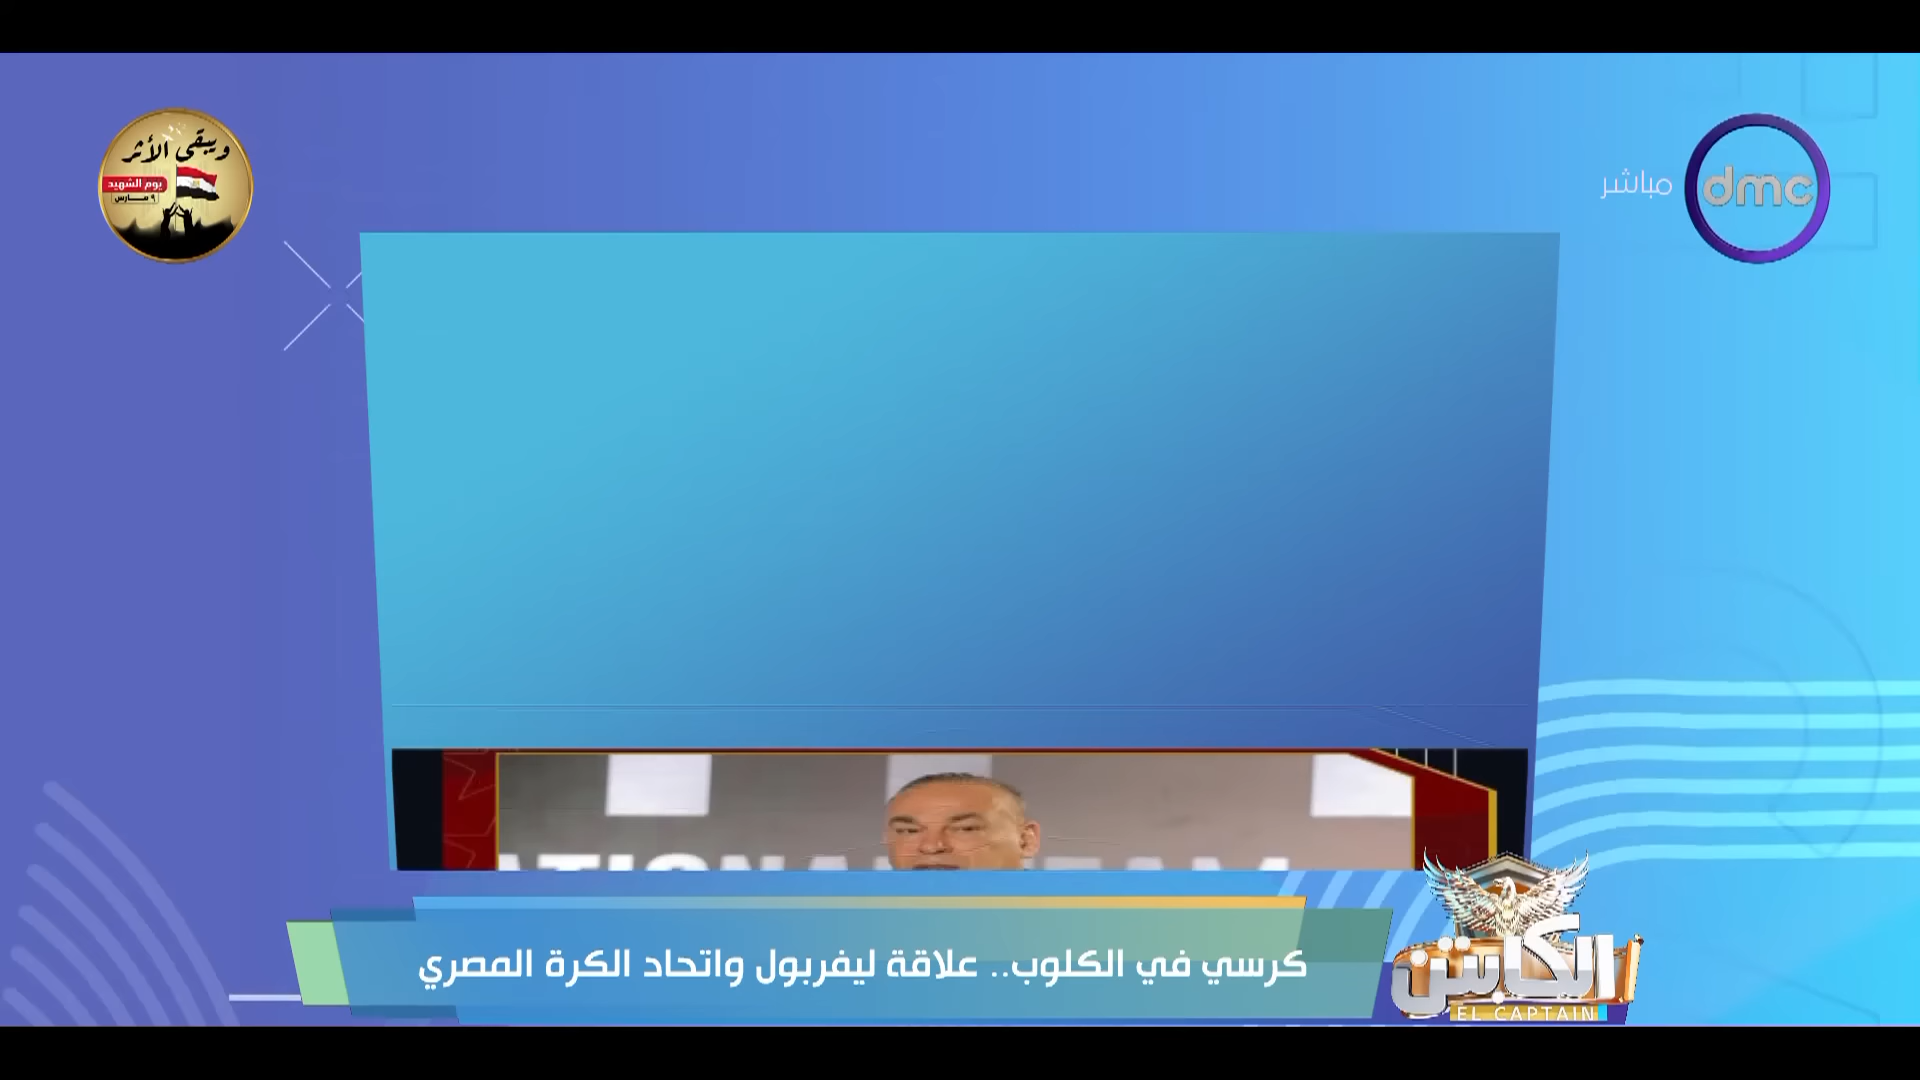 ويبقى الأثر
يوم الشهيد
٩ مارس
مباشر
dmc
كرسي في الكلوب.. علاقة ليفربول واتحاد الكرة المصري
الكابتن
EL CAPTAIN